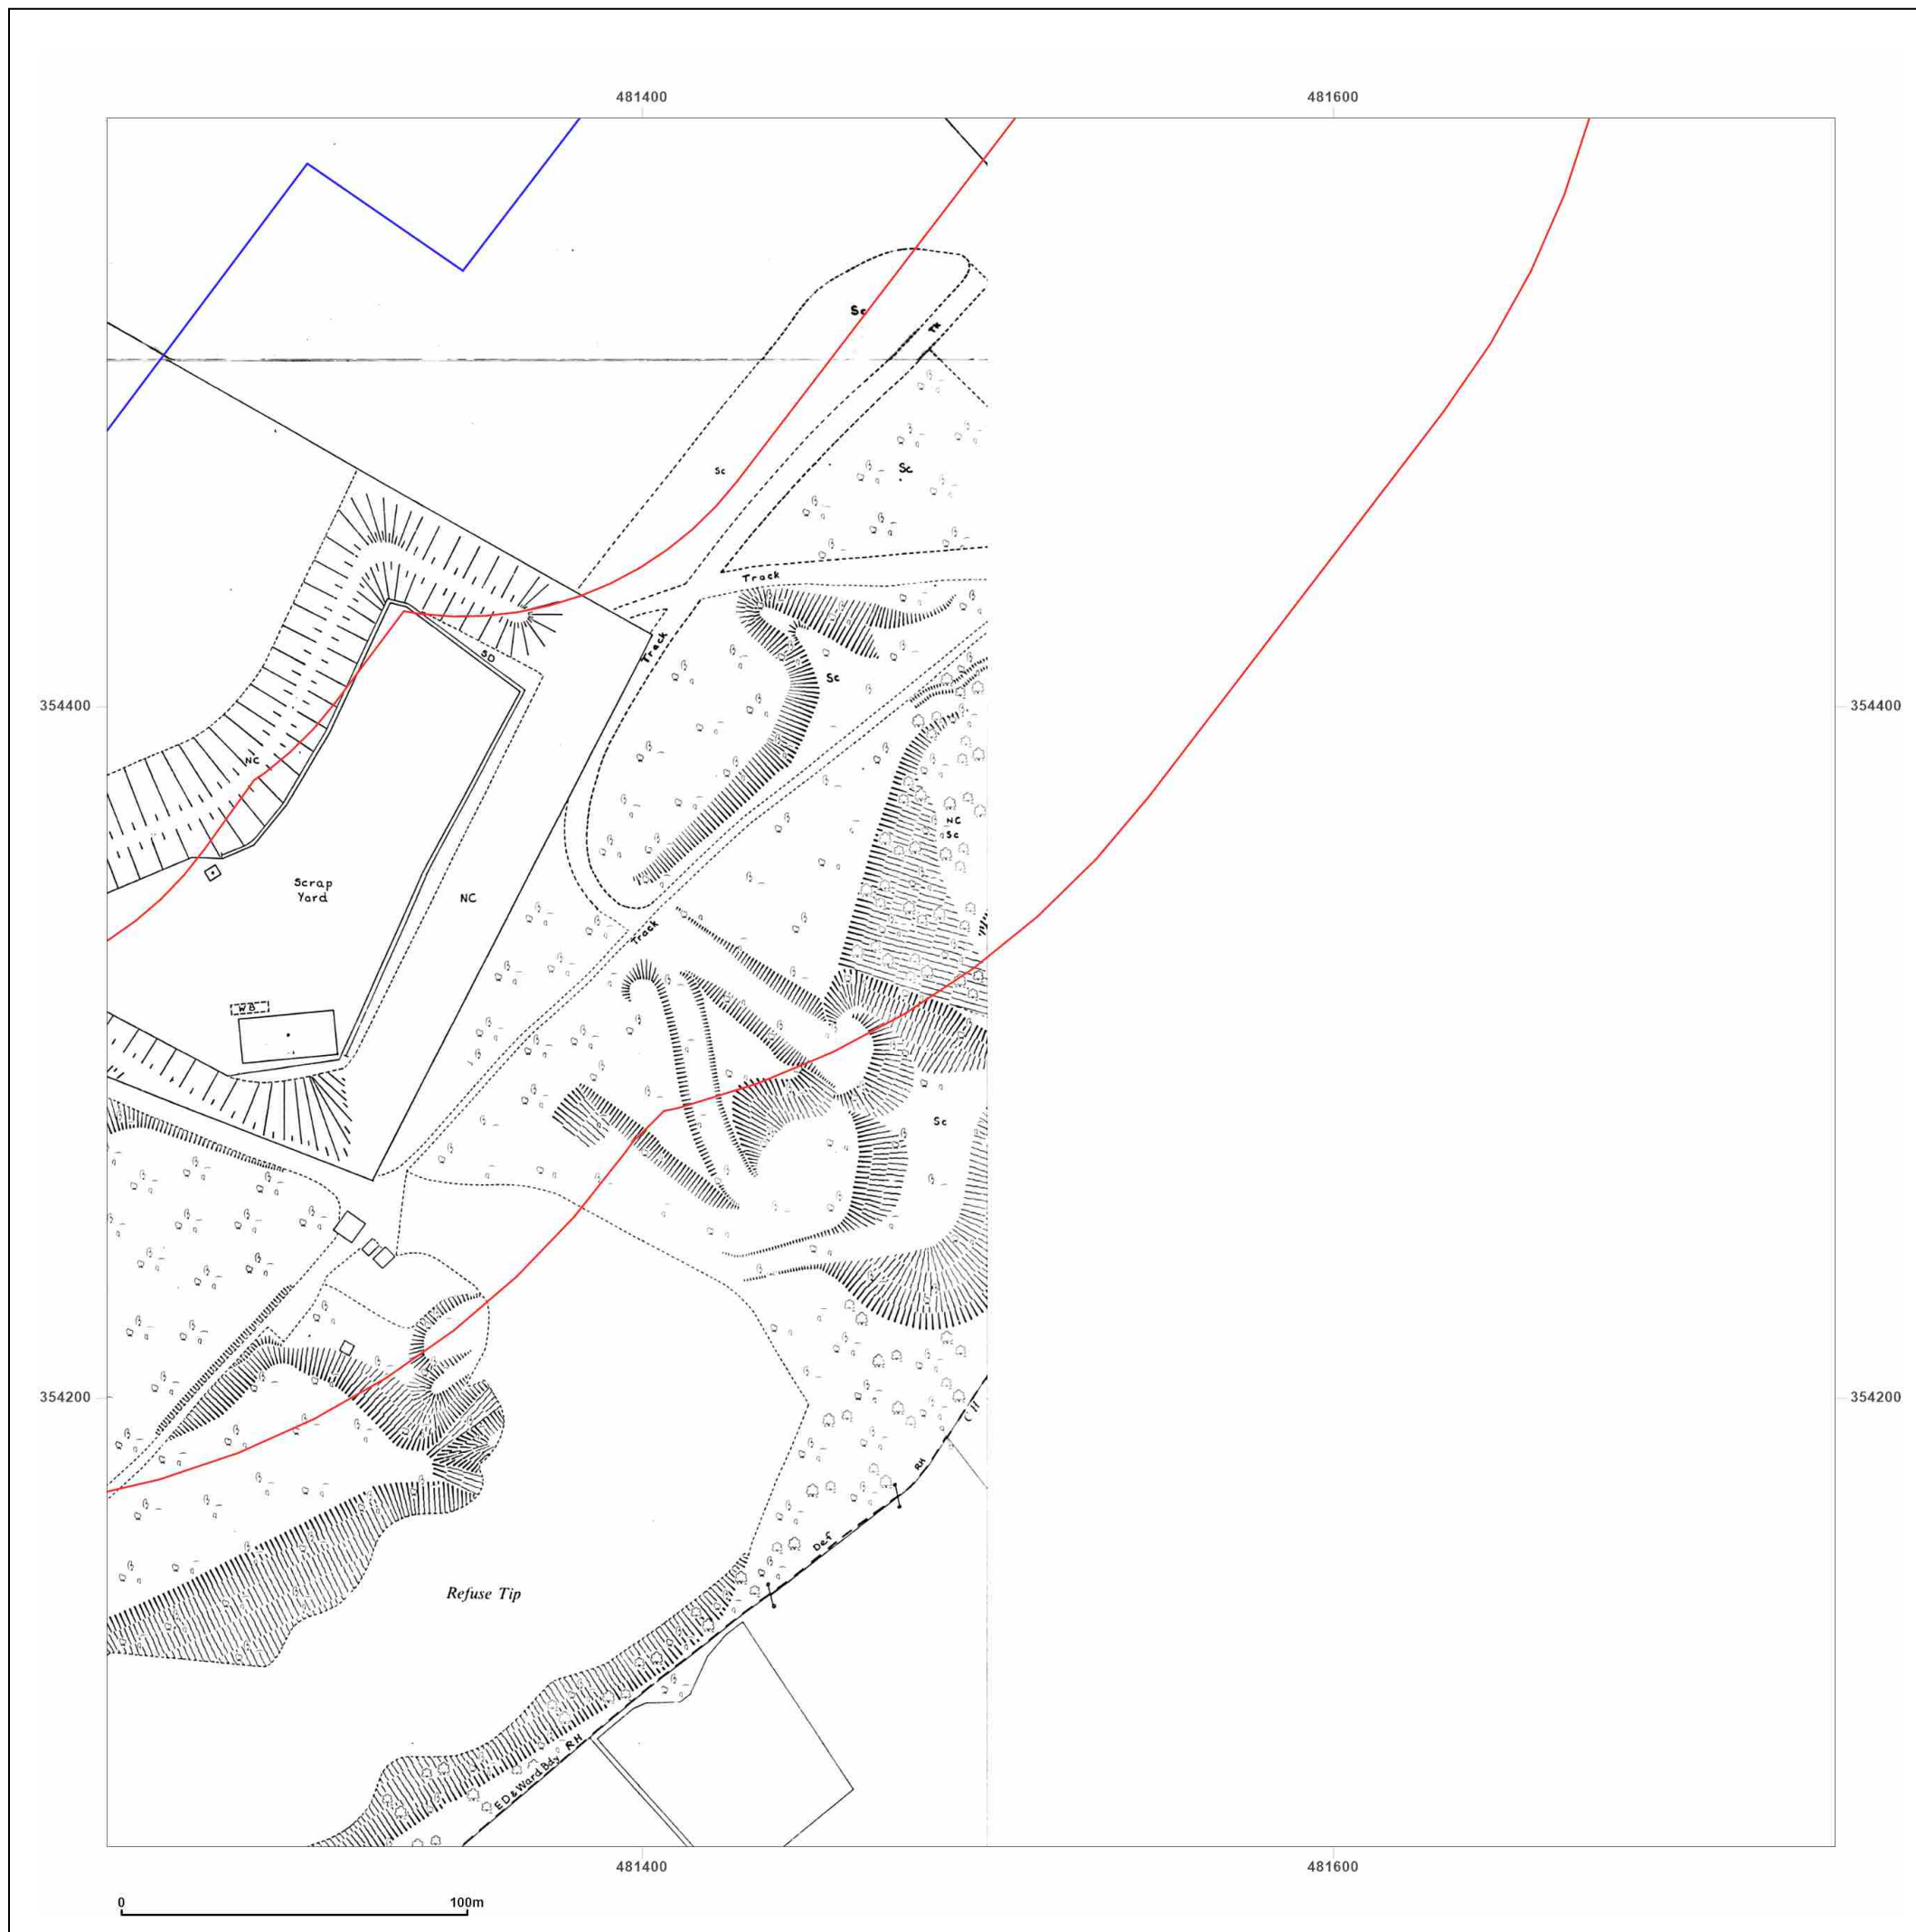 481400
481600
Sc
TK
Sc
Sc
Track
SD
Track
Sc
354400
354400
NC
NC
Sc
Scrap
Yard
NC
Track
WB
Sc
354200
354200
CH
RH
Def
Refuse Tip
ED & Ward Bdy RH
481400
481600
0
100m